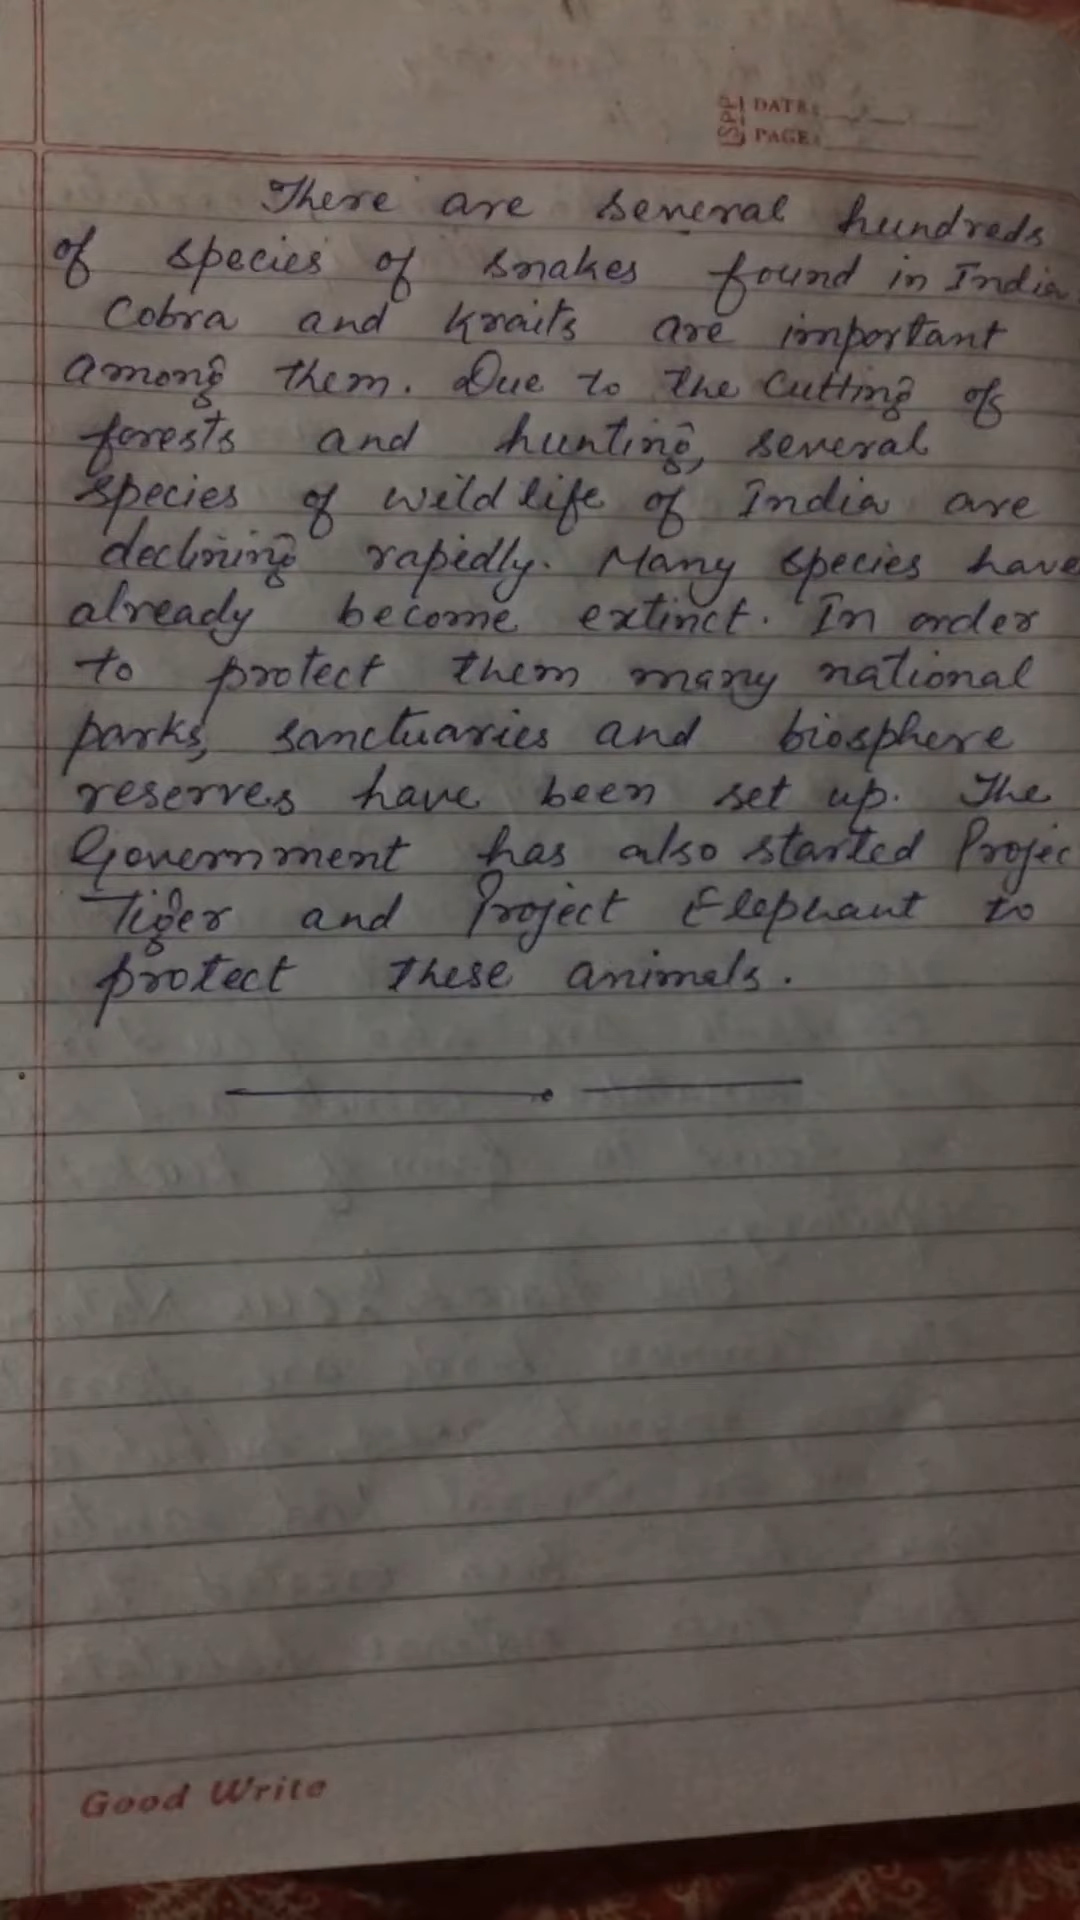 DATE:
PAGE:
There are several hundreds
of species of snakes found in India
Cobra and kraits are important
among them. Due to the Cutting of
forests and hunting, several
species of wild life of India are
declining rapidly. Many species have
already become extinct. In order
to protect them many national
parks, sanctuaries and biosphere
reserves have been set up. The
Government has also started Projec
Tiger and Project Elephant to
protect these animals.
Good Write